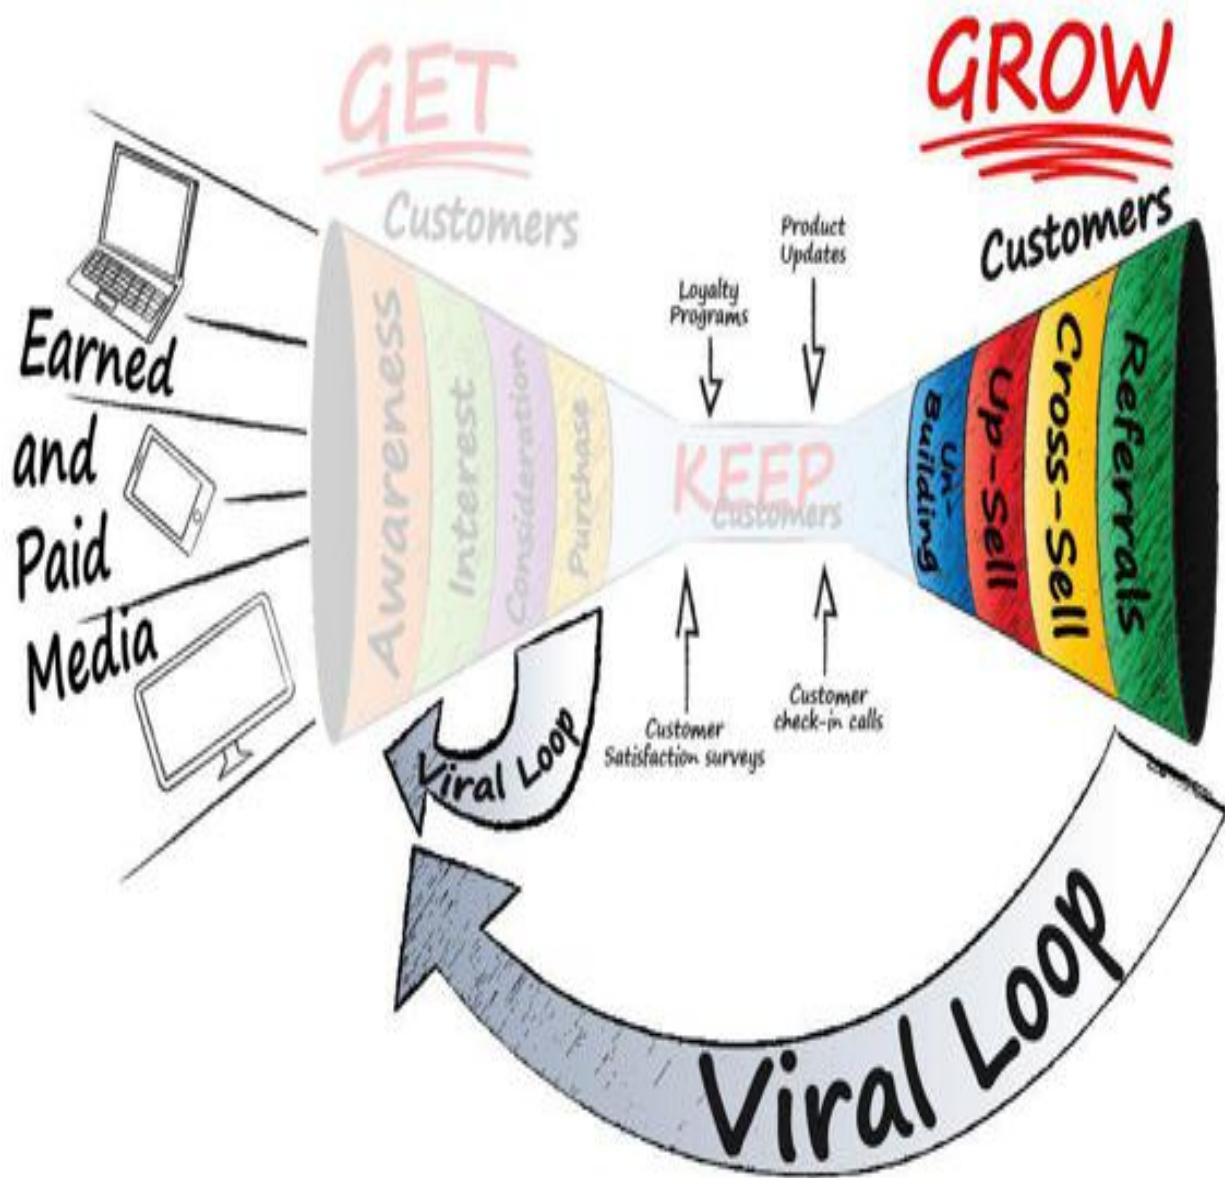 GET
Customers
GROW
Customers
Earned
and
Paid
Media
Awareness
Interest
Consideration
Purchase
Loyalty
Programs
Product
Updates
KEEP
Customers
Customer
Satisfaction surveys
Customer
check-in calls
Un-
Building
Up-Sell
Cross-Sell
Referrals
Viral Loop
Viral Loop